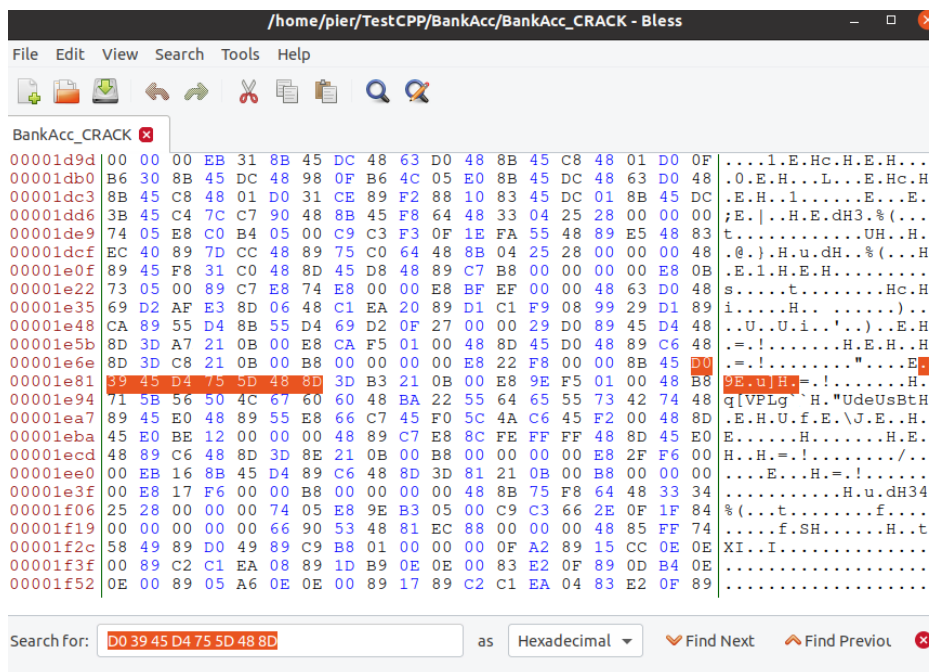 /home/pier/TestCPP/BankAcc/BankAcc_CRACK - Bless
File Edit View Search Tools Help
BankAcc_CRACK
00001d9d 00 00 00 EB 31 8B 45 DC 48 63 D0 48 8B 45 C8 48 01 D0 0F ....1.E.Hc.H.E.H...
00001db0 B6 30 8B 45 DC 48 98 0F B6 4C 05 E0 8B 45 DC 48 63 D0 48 .0.E.H...L...E.Hc.H
00001dc3 8B 45 C8 48 01 D0 31 CE 89 F2 88 10 83 45 DC 01 8B 45 DC .E.H..1......E...E.
00001dd6 3B 45 C4 7C C7 90 48 8B 45 F8 64 48 33 04 25 28 00 00 00 ;E.|..H.E.dH3.%(...
00001de9 74 05 E8 C0 B4 05 00 C9 C3 F3 0F 1E FA 55 48 89 E5 48 83 t............UH..H.
00001dcf EC 40 89 7D CC 48 89 75 C0 64 48 8B 04 25 28 00 00 00 48 .@.}.H.u.dH..%(...H
00001e0f 89 45 F8 31 C0 48 8D 45 D8 48 89 C7 B8 00 00 00 00 E8 0B .E.1.H.E.H.........
00001e22 73 05 00 89 C7 E8 74 E8 00 00 E8 BF EF 00 00 48 63 D0 48 s.....t........Hc.H
00001e35 69 D2 AF E3 8D 06 48 C1 EA 20 89 D1 C1 F9 08 99 29 D1 89 i.....H.. ......)..
00001e48 CA 89 55 D4 8B 55 D4 69 D2 0F 27 00 00 29 D0 89 45 D4 48 ..U..U.i..'..)..E.H
00001e5b 8D 3D A7 21 0B 00 E8 CA F5 01 00 48 8D 45 D0 48 89 C6 48 .=.!.......H.E.H..H
00001e6e 8D 3D C8 21 0B 00 B8 00 00 00 00 E8 22 F8 00 00 8B 45 D0 .=.!........"....E.
00001e81 39 45 D4 75 5D 48 8D 3D B3 21 0B 00 E8 9E F5 01 00 48 B8 9E.u]H.=.!.......H.
00001e94 71 5B 56 50 4C 67 60 60 48 BA 22 55 64 65 55 73 42 74 48 q[VPLg``H."UdeUsBtH
00001ea7 89 45 E0 48 89 55 E8 66 C7 45 F0 5C 4A C6 45 F2 00 48 8D .E.H.U.f.E.\J.E..H.
00001eba 45 E0 BE 12 00 00 00 48 89 C7 E8 8C FE FF FF 48 8D 45 E0 E......H.......H.E.
00001ecd 48 89 C6 48 8D 3D 8E 21 0B 00 B8 00 00 00 00 E8 2F F6 00 H..H.=.!......../..
00001ee0 00 EB 16 8B 45 D4 89 C6 48 8D 3D 81 21 0B 00 B8 00 00 00 ....E...H.=.!......
00001e3f 00 E8 17 F6 00 00 B8 00 00 00 00 48 8B 75 F8 64 48 33 34 ...........H.u.dH34
00001f06 25 28 00 00 00 74 05 E8 9E B3 05 00 C9 C3 66 2E 0F 1F 84 %(...t........f....
00001f19 00 00 00 00 00 66 90 53 48 81 EC 88 00 00 00 48 85 FF 74 .....f.SH......H..t
00001f2c 58 49 89 D0 49 89 C9 B8 01 00 00 00 0F A2 89 15 CC 0E 0E XI..I..............
00001f3f 00 89 C2 C1 EA 08 89 1D B9 0E 0E 00 83 E2 0F 89 0D B4 0E ...................
00001f52 0E 00 89 05 A6 0E 0E 00 89 17 89 C2 C1 EA 04 83 E2 0F 89 ...................
Search for: D0 39 45 D4 75 5D 48 8D as Hexadecimal Find Next Find Previou